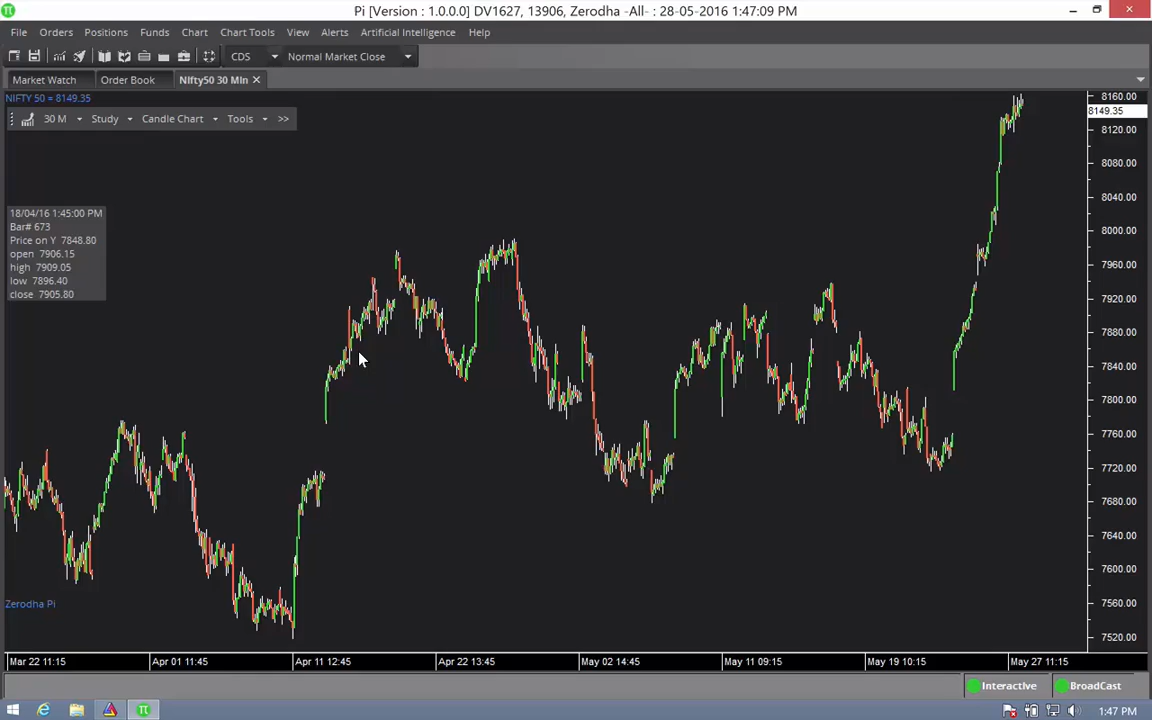 Pi [Version : 1.0.0.0] DV1627, 13906, Zerodha -All- : 28-05-2016 1:47:09 PM
File Orders Positions Funds Chart Chart Tools View Alerts Artificial Intelligence Help
CDS Normal Market Close
Market Watch Order Book NIfty50 30 MIn
NIFTY 50 = 8149.35
30 M Study Candle Chart Tools >>
18/04/16 1:45:00 PM
Bar# 673
Price on Y 7848.80
open 7906.15
high 7909.05
low 7896.40
close 7905.80
8160.00
8149.35
8120.00
8080.00
8040.00
8000.00
7960.00
7920.00
7880.00
7840.00
7800.00
7760.00
7720.00
7680.00
7640.00
7600.00
7560.00
7520.00
Zerodha Pi
Mar 22 11:15 Apr 01 11:45 Apr 11 12:45 Apr 22 13:45 May 02 14:45 May 11 09:15 May 19 10:15 May 27 11:15
Interactive BroadCast
1:47 PM